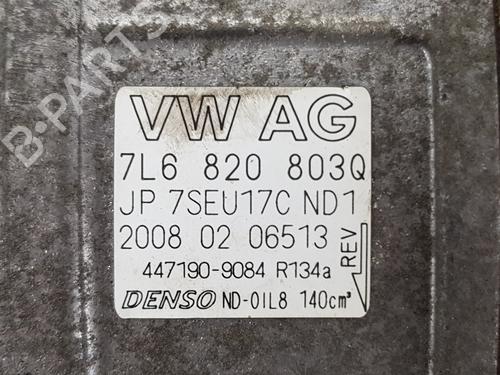 B-PARTS
VW AG
7L6 820 803Q
JP 7SEU17C ND1
2008 02 06513
REV
447190-9084 R134a
DENSO ND-OIL8 140cm³